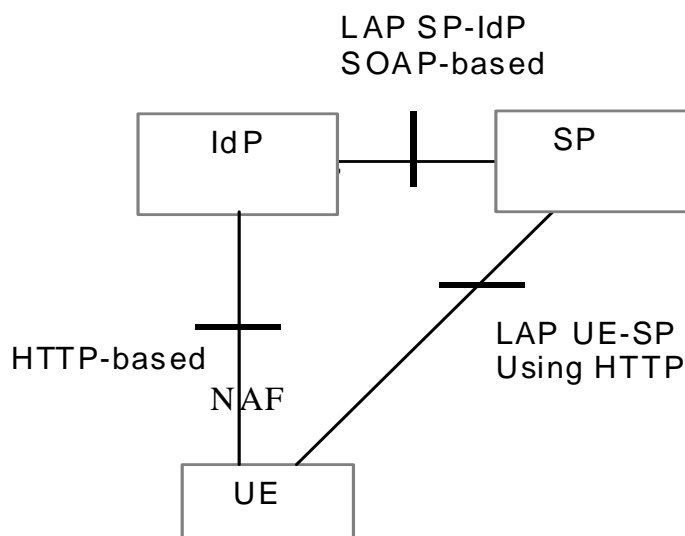 LAP SP-IdP
SOAP-based
IdP
SP
HTTP-based
LAP UE-SP
Using HTTP
NAF
UE